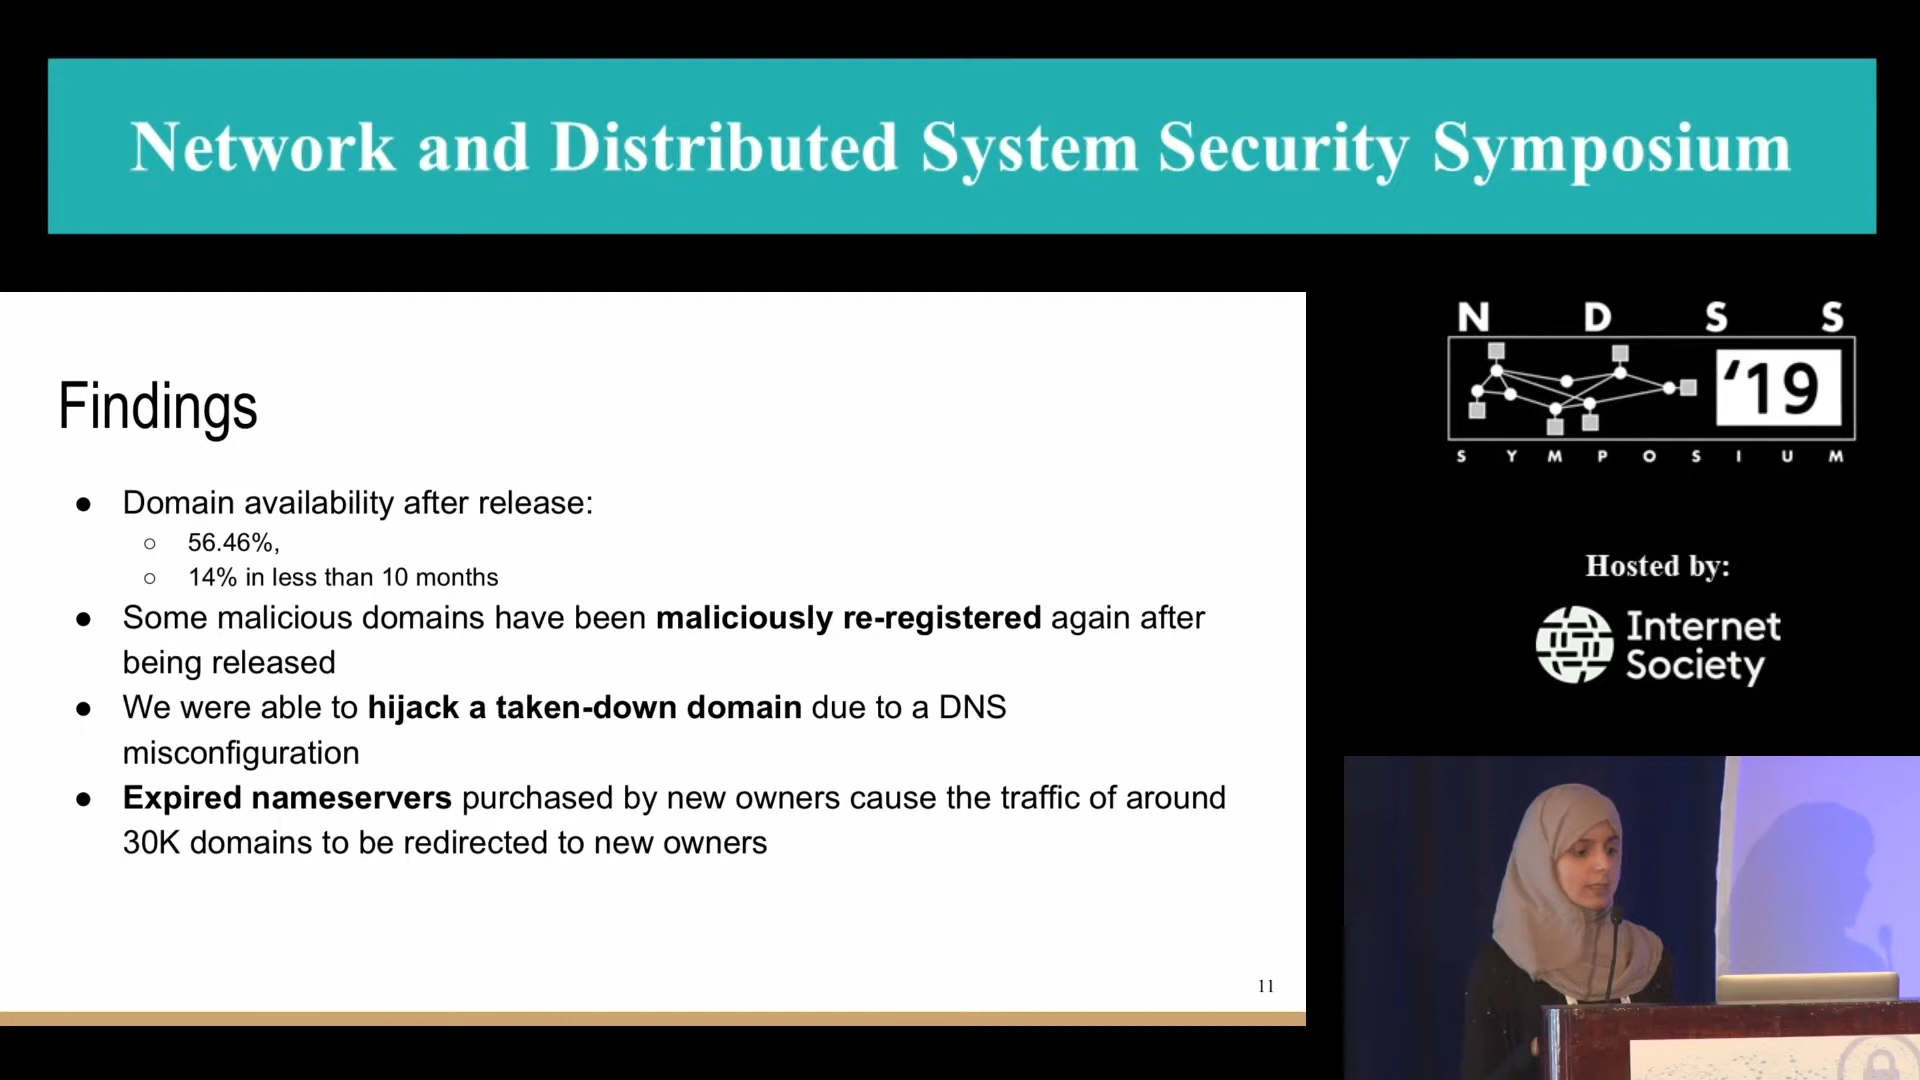 Network and Distributed System Security Symposium
N D S S
'19
S Y M P O S I U M
Findings
● Domain availability after release:
○ 56.46%,
○ 14% in less than 10 months
● Some malicious domains have been maliciously re-registered again after
being released
● We were able to hijack a taken-down domain due to a DNS
misconfiguration
● Expired nameservers purchased by new owners cause the traffic of around
30K domains to be redirected to new owners
11
Hosted by:
Internet
Society